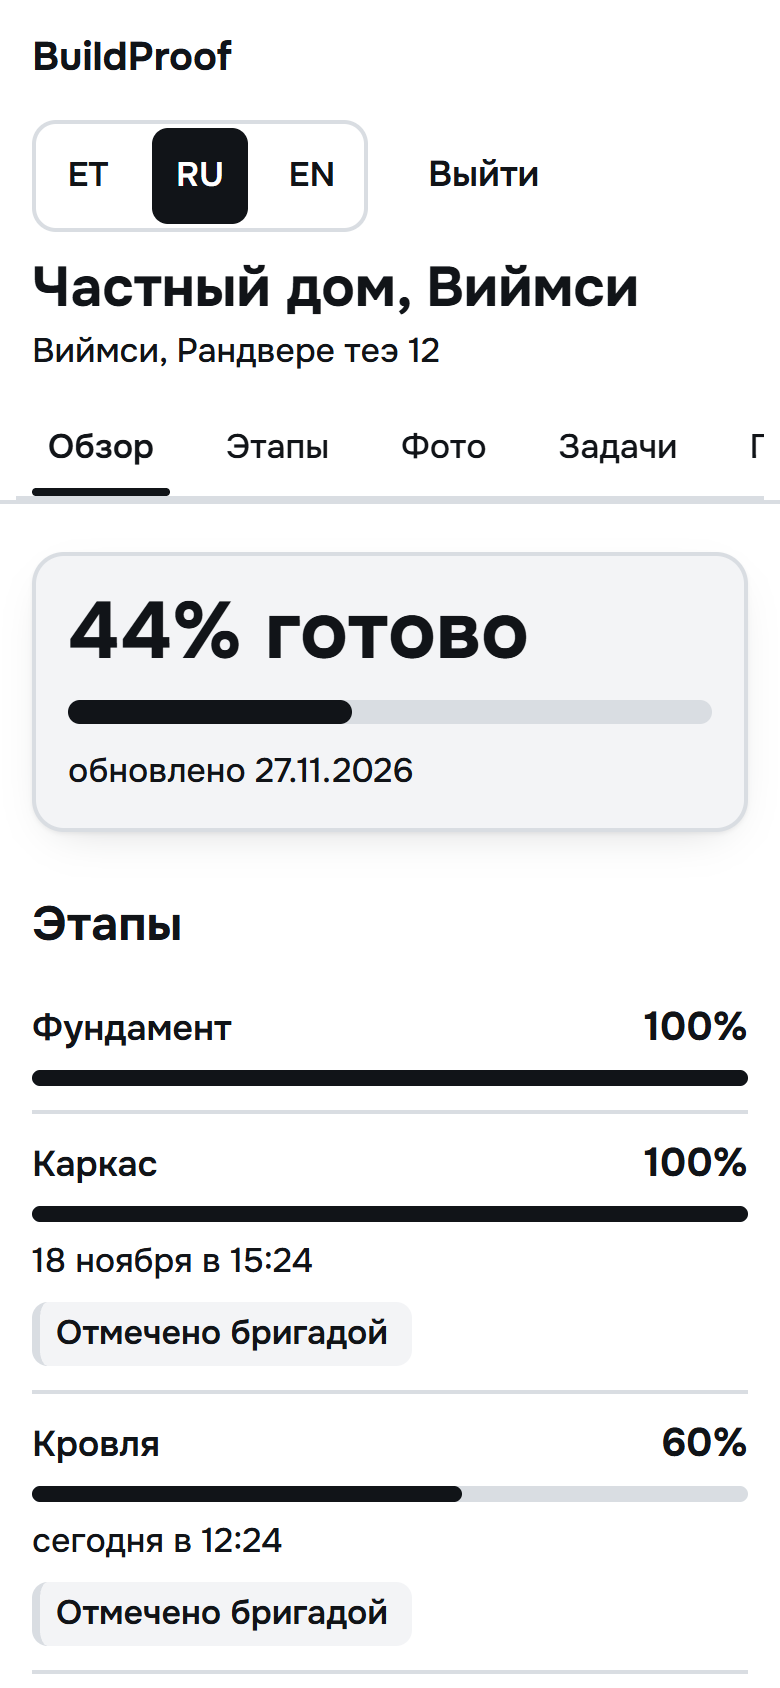 BuildProof
ET RU EN Выйти
Частный дом, Виймси
Виймси, Рандвере теэ 12
Обзор Этапы Фото Задачи
44% готово
обновлено 27.11.2026
Этапы
Фундамент 100%
Каркас 100%
18 ноября в 15:24
Отмечено бригадой
Кровля 60%
сегодня в 12:24
Отмечено бригадой